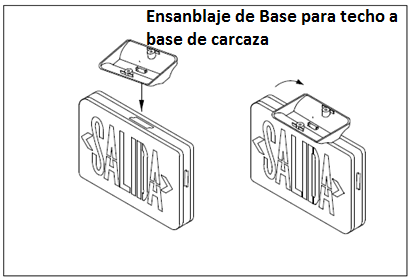 Ensanblaje de Base para techo a
base de carcaza
SALIDA
SALIDA